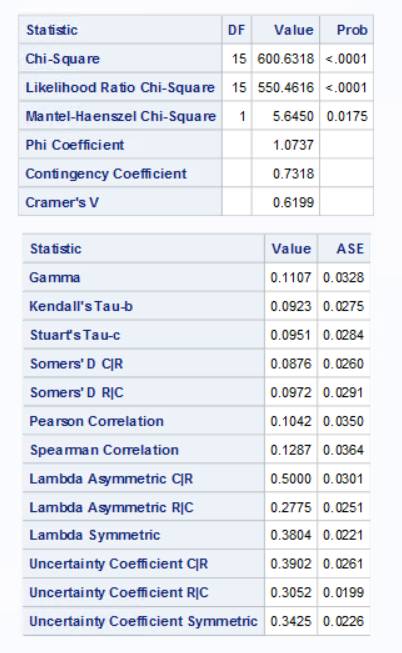 Statistic DF Value Prob
Chi-Square 15 600.6318 <.0001
Likelihood Ratio Chi-Square 15 550.4616 <.0001
Mantel-Haenszel Chi-Square 1 5.6450 0.0175
Phi Coefficient 1.0737
Contingency Coefficient 0.7318
Cramer's V 0.6199
Statistic Value ASE
Gamma 0.1107 0.0328
Kendall's Tau-b 0.0923 0.0275
Stuart's Tau-c 0.0951 0.0284
Somers' D C|R 0.0876 0.0260
Somers' D R|C 0.0972 0.0291
Pearson Correlation 0.1042 0.0350
Spearman Correlation 0.1287 0.0364
Lambda Asymmetric C|R 0.5000 0.0301
Lambda Asymmetric R|C 0.2775 0.0251
Lambda Symmetric 0.3804 0.0221
Uncertainty Coefficient C|R 0.3902 0.0261
Uncertainty Coefficient R|C 0.3052 0.0199
Uncertainty Coefficient Symmetric 0.3425 0.0226